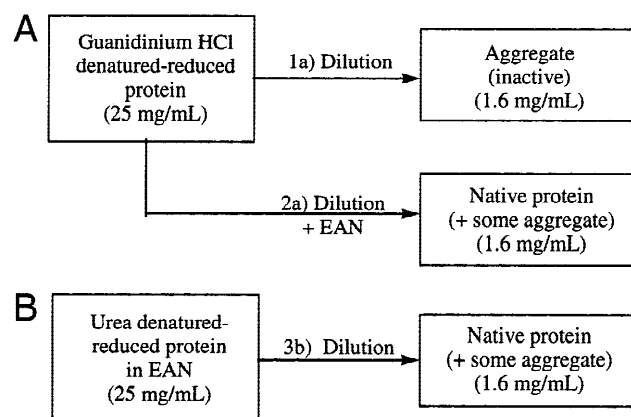 A
Guanidinium HCl
denatured-reduced
protein
(25 mg/mL)
1a) Dilution
Aggregate
(inactive)
(1.6 mg/mL)
2a) Dilution
+ EAN
Native protein
(+ some aggregate)
(1.6 mg/mL)
B
Urea denatured-
reduced protein
in EAN
(25 mg/mL)
3b) Dilution
Native protein
(+ some aggregate)
(1.6 mg/mL)